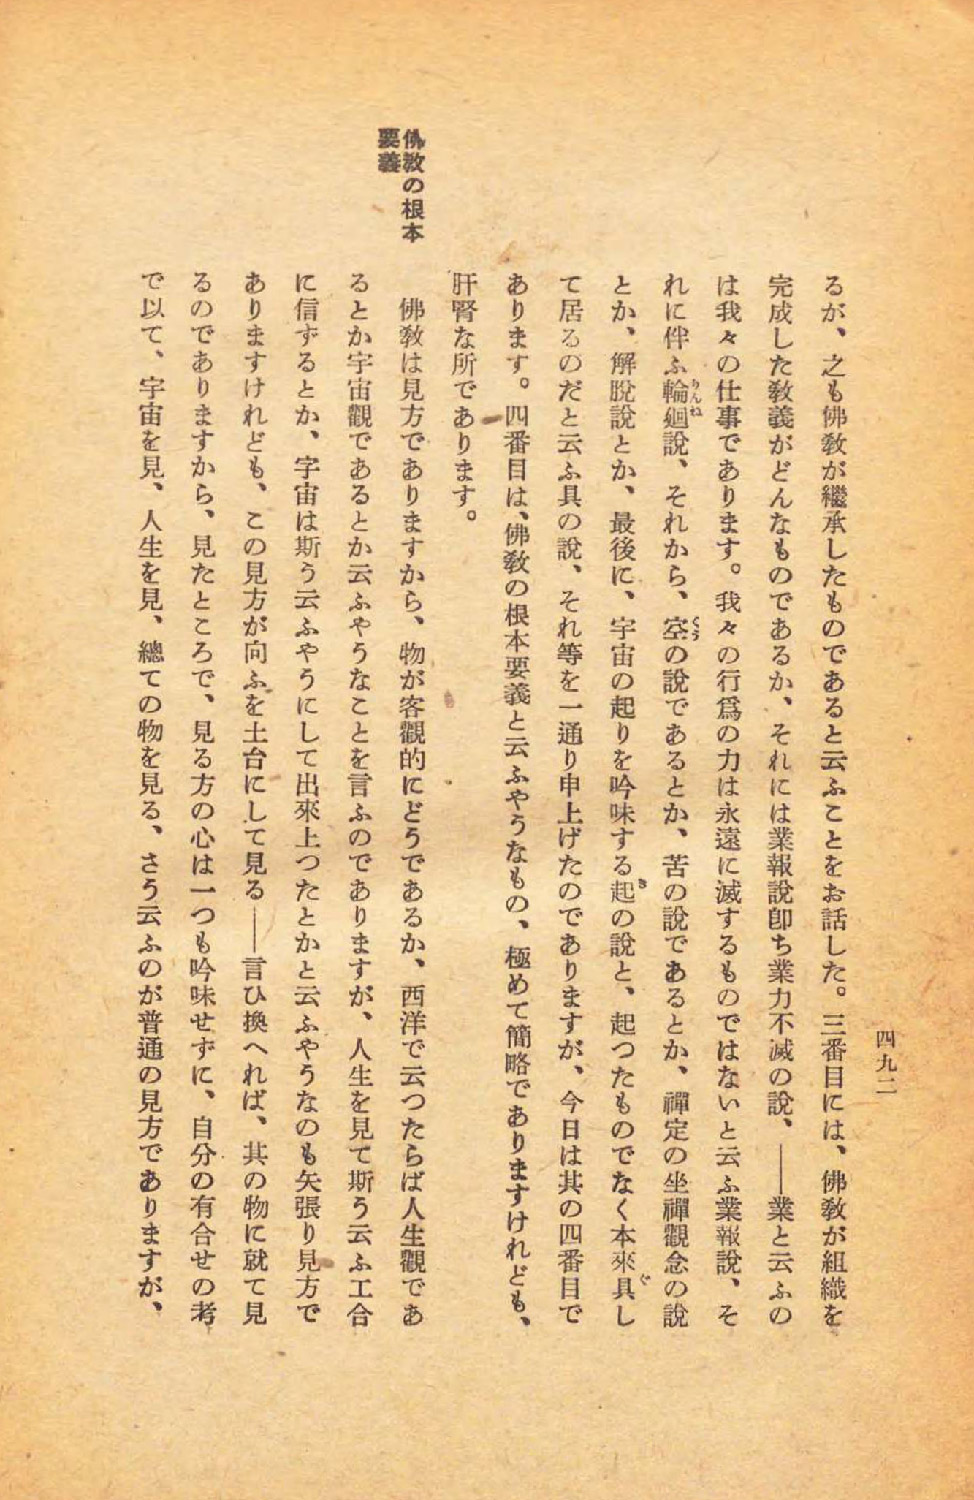 四九二
るが、之も佛敎が繼承したものであると云ふことをお話した。三番目には、佛敎が組織を
完成した敎義がどんなものであるか、それには業報說卽ち業力不滅の說、――業と云ふの
は我々の仕事であります。我々の行爲の力は永遠に滅するものではないと云ふ業報說、そ
れに伴ふ輪廻說、それから、空の說であるとか、苦の說であるとか、禪定の坐禪觀念の說
とか、解脫說とか、最後に、宇宙の起りを吟味する起の說と、起つたものでなく本來具し
て居るのだと云ふ具の說、それ等を一通り申上げたのでありますが、今日は其の四番目で
あります。四番目は、佛敎の根本要義と云ふやうなもの、極めて簡略でありますけれども、
肝腎な所であります。
佛敎の根本
要義
佛敎は見方でありますから、物が客觀的にどうであるか、西洋で云つたらば人生觀であ
るとか宇宙觀であるとか云ふやうなことを言ふのでありますが、人生を見て斯う云ふ工合
に信ずるとか、宇宙は斯う云ふやうにして出來上つたとかと云ふやうなのも矢張り見方で
ありますけれども、この見方が向ふを土台にして見る――言ひ換へれば、其の物に就て見
るのでありますから、見たところで、見る方の心は一つも吟味せずに、自分の有合せの考
で以て、宇宙を見、人生を見、總ての物を見る、さう云ふのが普通の見方でありますが、